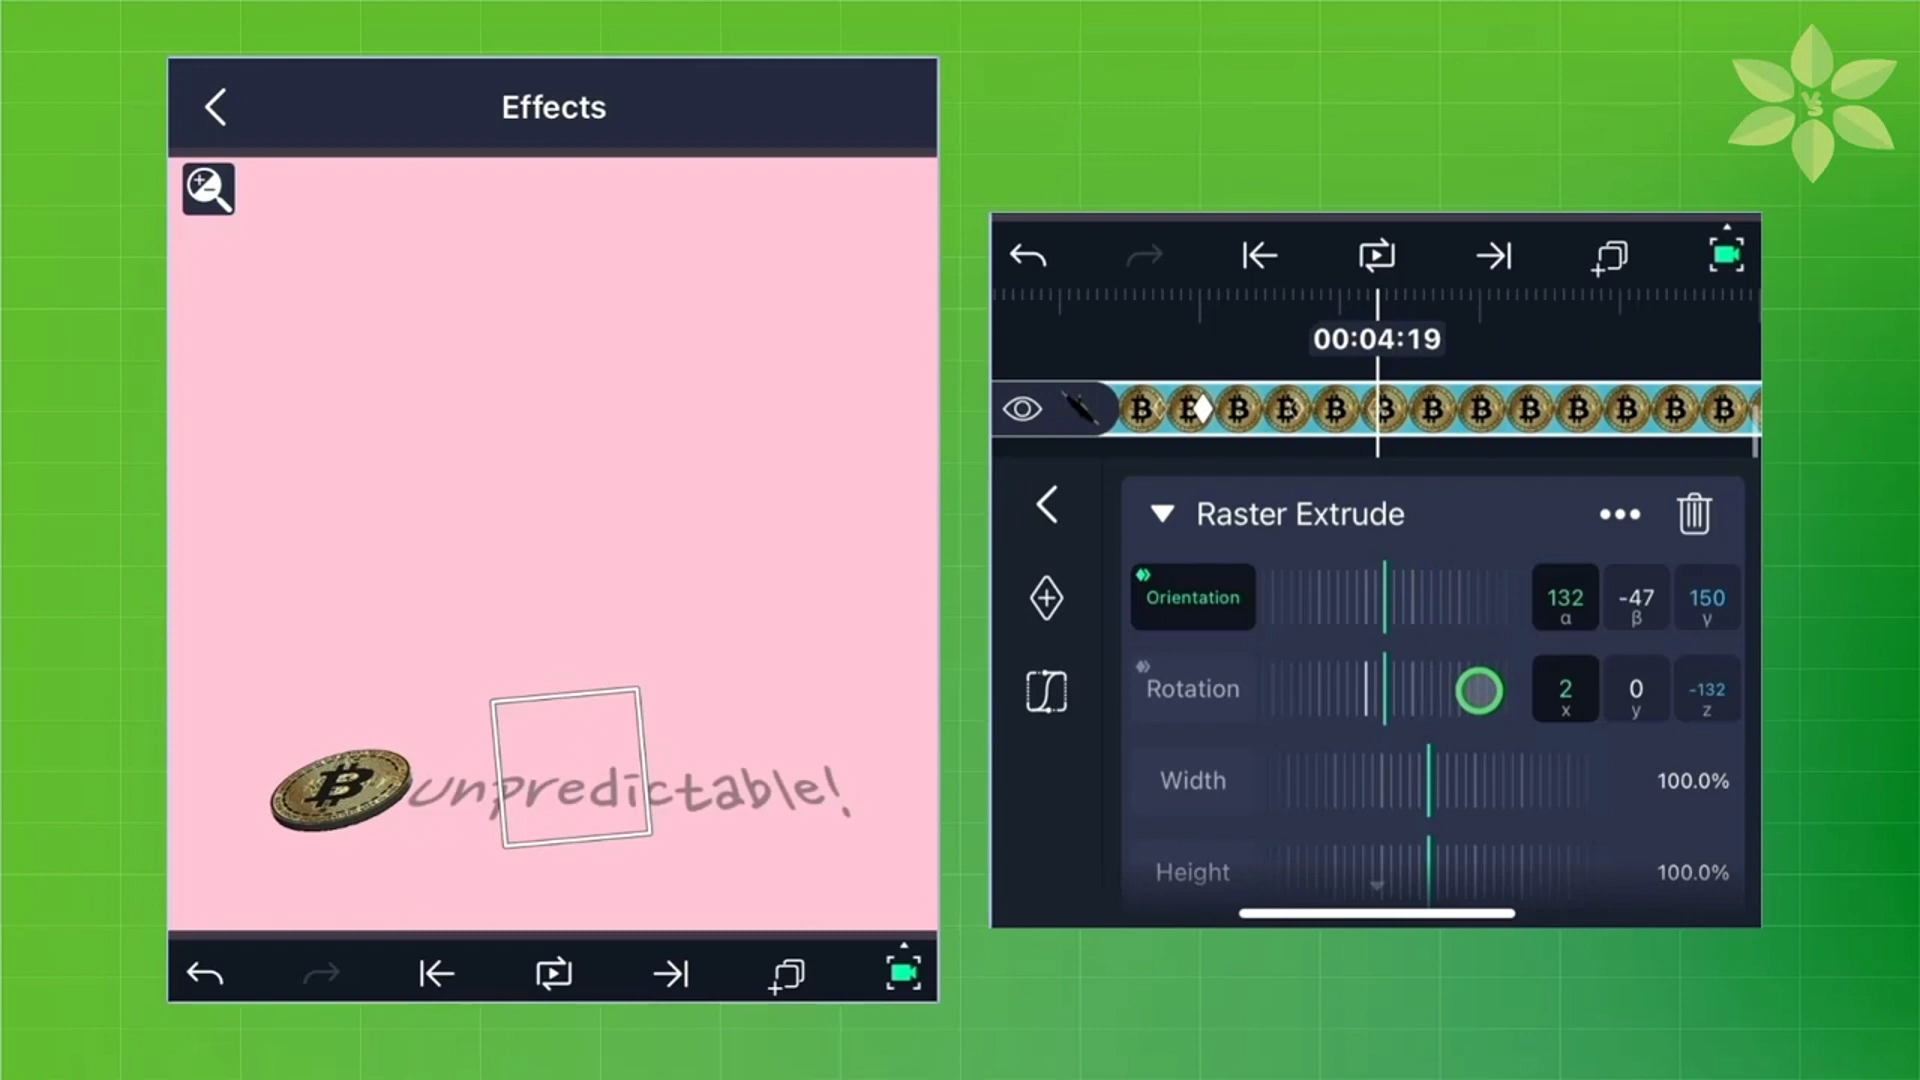 Effects
unpredictable!
VS
00:04:19
Raster Extrude
Orientation 132 -47 150
α β γ
Rotation 2 0 -132
x y z
Width 100.0%
Height 100.0%